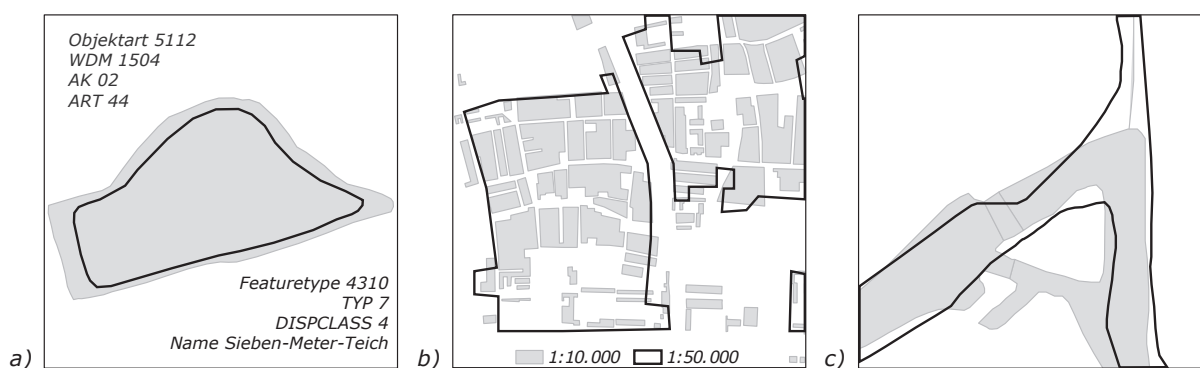 Objektart 5112
WDM 1504
AK 02
ART 44
Featuretype 4310
TYP 7
DISPCLASS 4
Name Sieben-Meter-Teich
a)
b)
1:10.000
1:50.000
c)